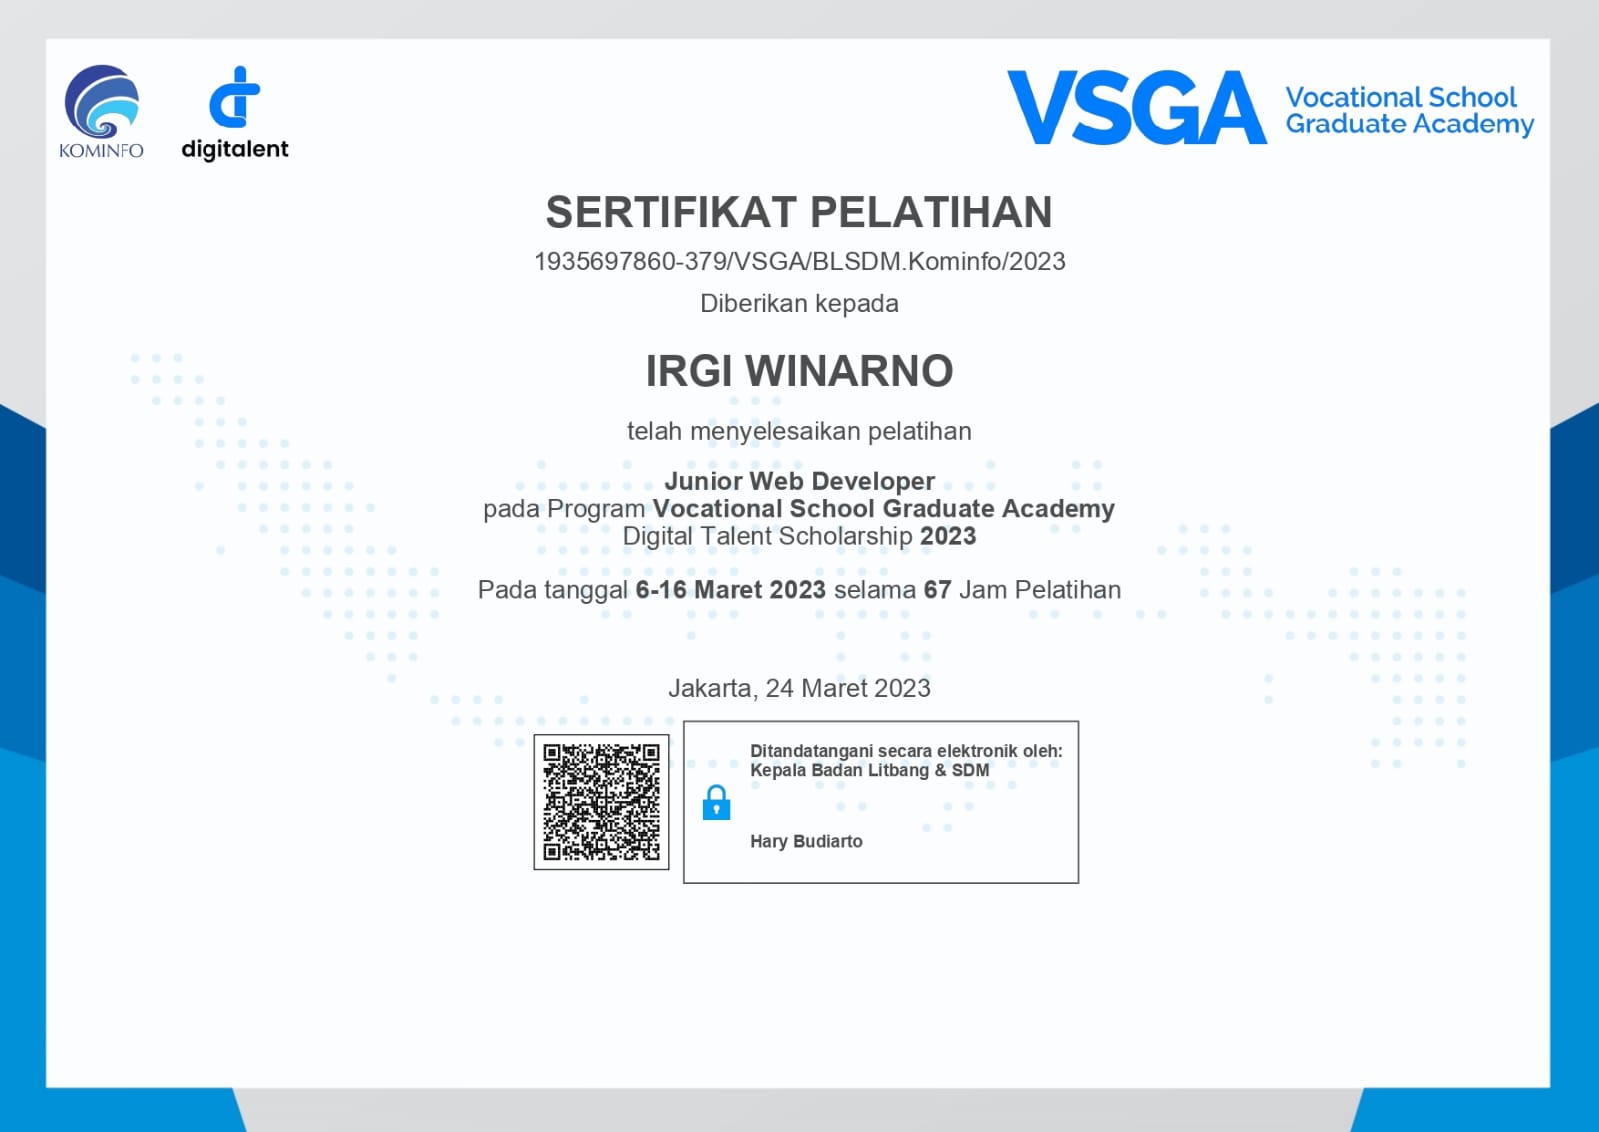 KOMINFO
digitalent
VSGA
Vocational School
Graduate Academy
SERTIFIKAT PELATIHAN
1935697860-379/VSGA/BLSDM.Kominfo/2023
Diberikan kepada
IRGI WINARNO
telah menyelesaikan pelatihan
Junior Web Developer
pada Program Vocational School Graduate Academy
Digital Talent Scholarship 2023
Pada tanggal 6-16 Maret 2023 selama 67 Jam Pelatihan
Jakarta, 24 Maret 2023
Ditandatangani secara elektronik oleh:
Kepala Badan Litbang & SDM
Hary Budiarto